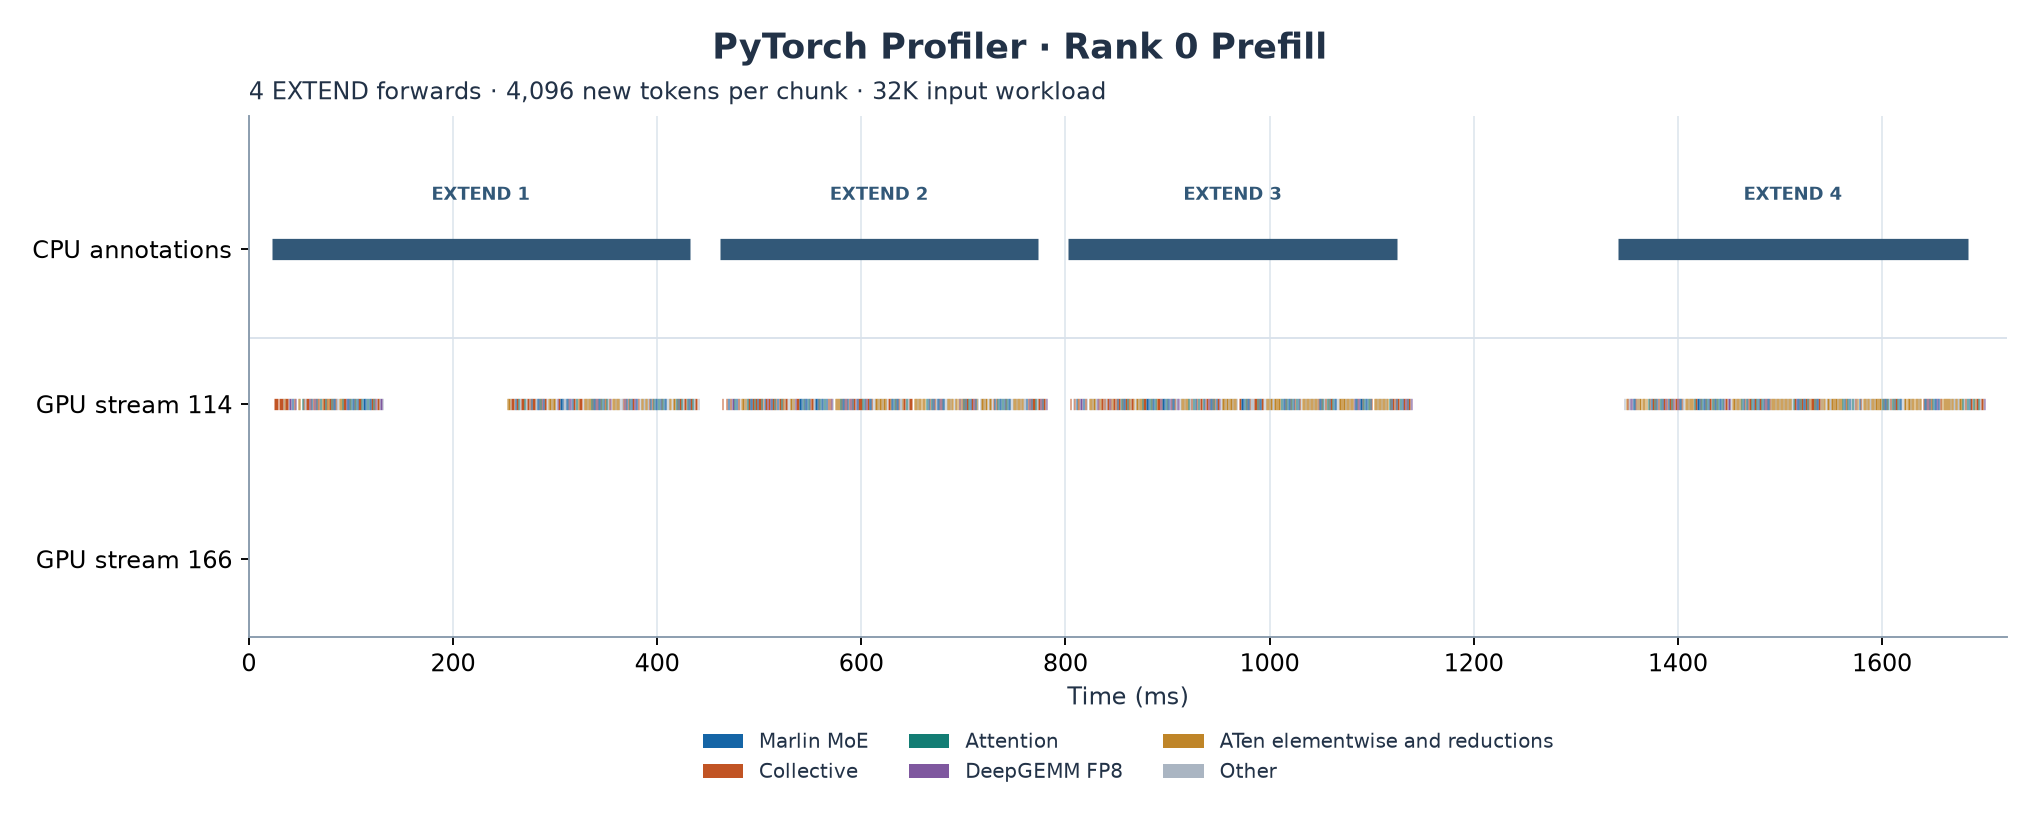 PyTorch Profiler · Rank 0 Prefill
4 EXTEND forwards · 4,096 new tokens per chunk · 32K input workload
EXTEND 1
EXTEND 2
EXTEND 3
EXTEND 4
CPU annotations
GPU stream 114
GPU stream 166
0 200 400 600 800 1000 1200 1400 1600
Time (ms)
Marlin MoE
Attention
ATen elementwise and reductions
Collective
DeepGEMM FP8
Other